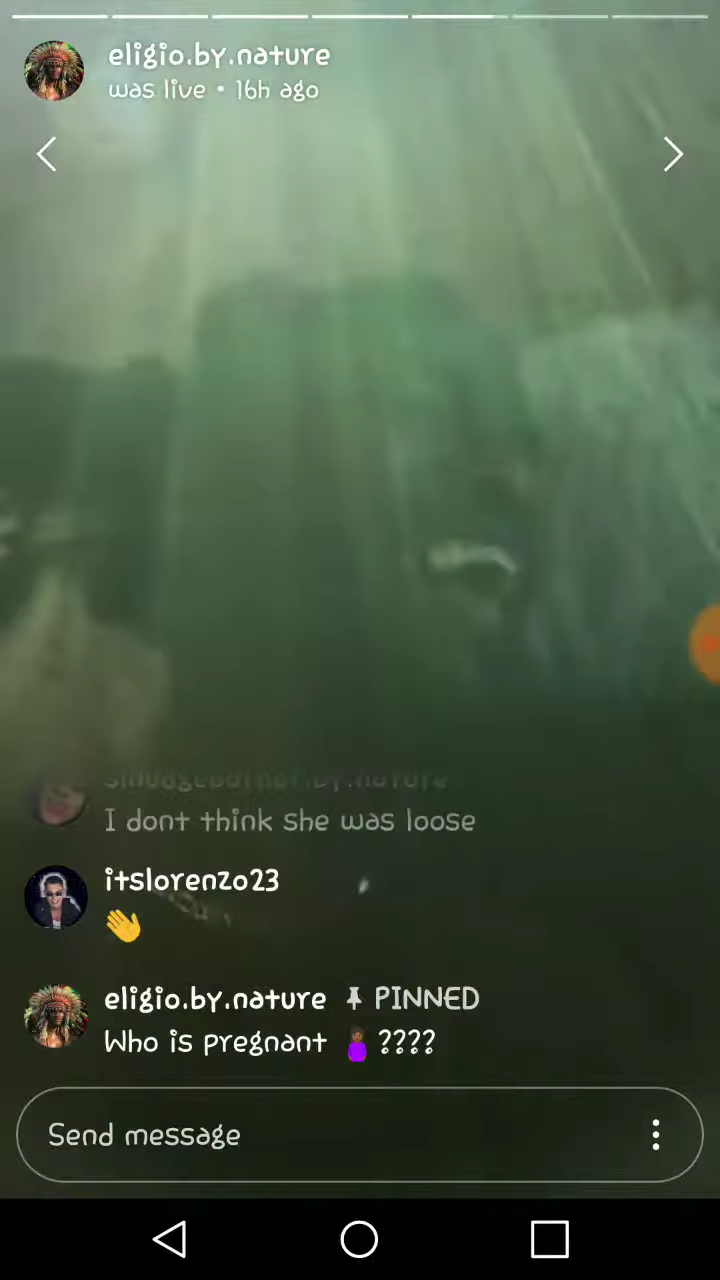 eligio.by.nature
was live • 16h ago
I dont think she was loose
itslorenzo23
👋
eligio.by.nature PINNED
Who is pregnant 🤰🏾 ????
Send message